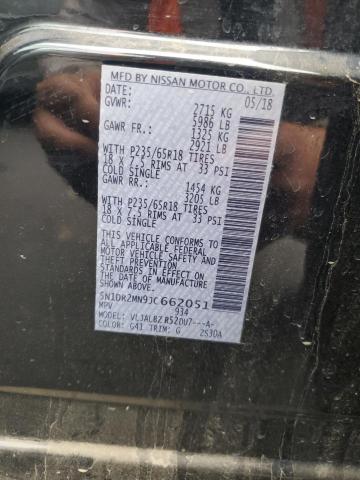 MFD BY NISSAN MOTOR CO., LTD.
05/18
GVWR: 2715 KG
5986 LB
GAWR FR.: 1325 KG
2921 LB
WITH P235/65R18 TIRES
18 X 7.5 RIMS AT 33 PSI
COLD SINGLE
GAWR RR.: 1454 KG
3205 LB
WITH P235/65R18 TIRES
18 X 7.5 RIMS AT 33 PSI
COLD SINGLE
THIS VEHICLE CONFORMS TO
ALL APPLICABLE FEDERAL
MOTOR VEHICLE SAFETY AND
THEFT PREVENTION
STANDARDS IN EFFECT ON
THE DATE OF MANUFACTURE
SHOWN ABOVE.
5N1DR2MN9JC662051
MPV 934
MODEL: VLJALBZ R52UU7---A-
COLOR: G41 TRIM: G 2S3DA